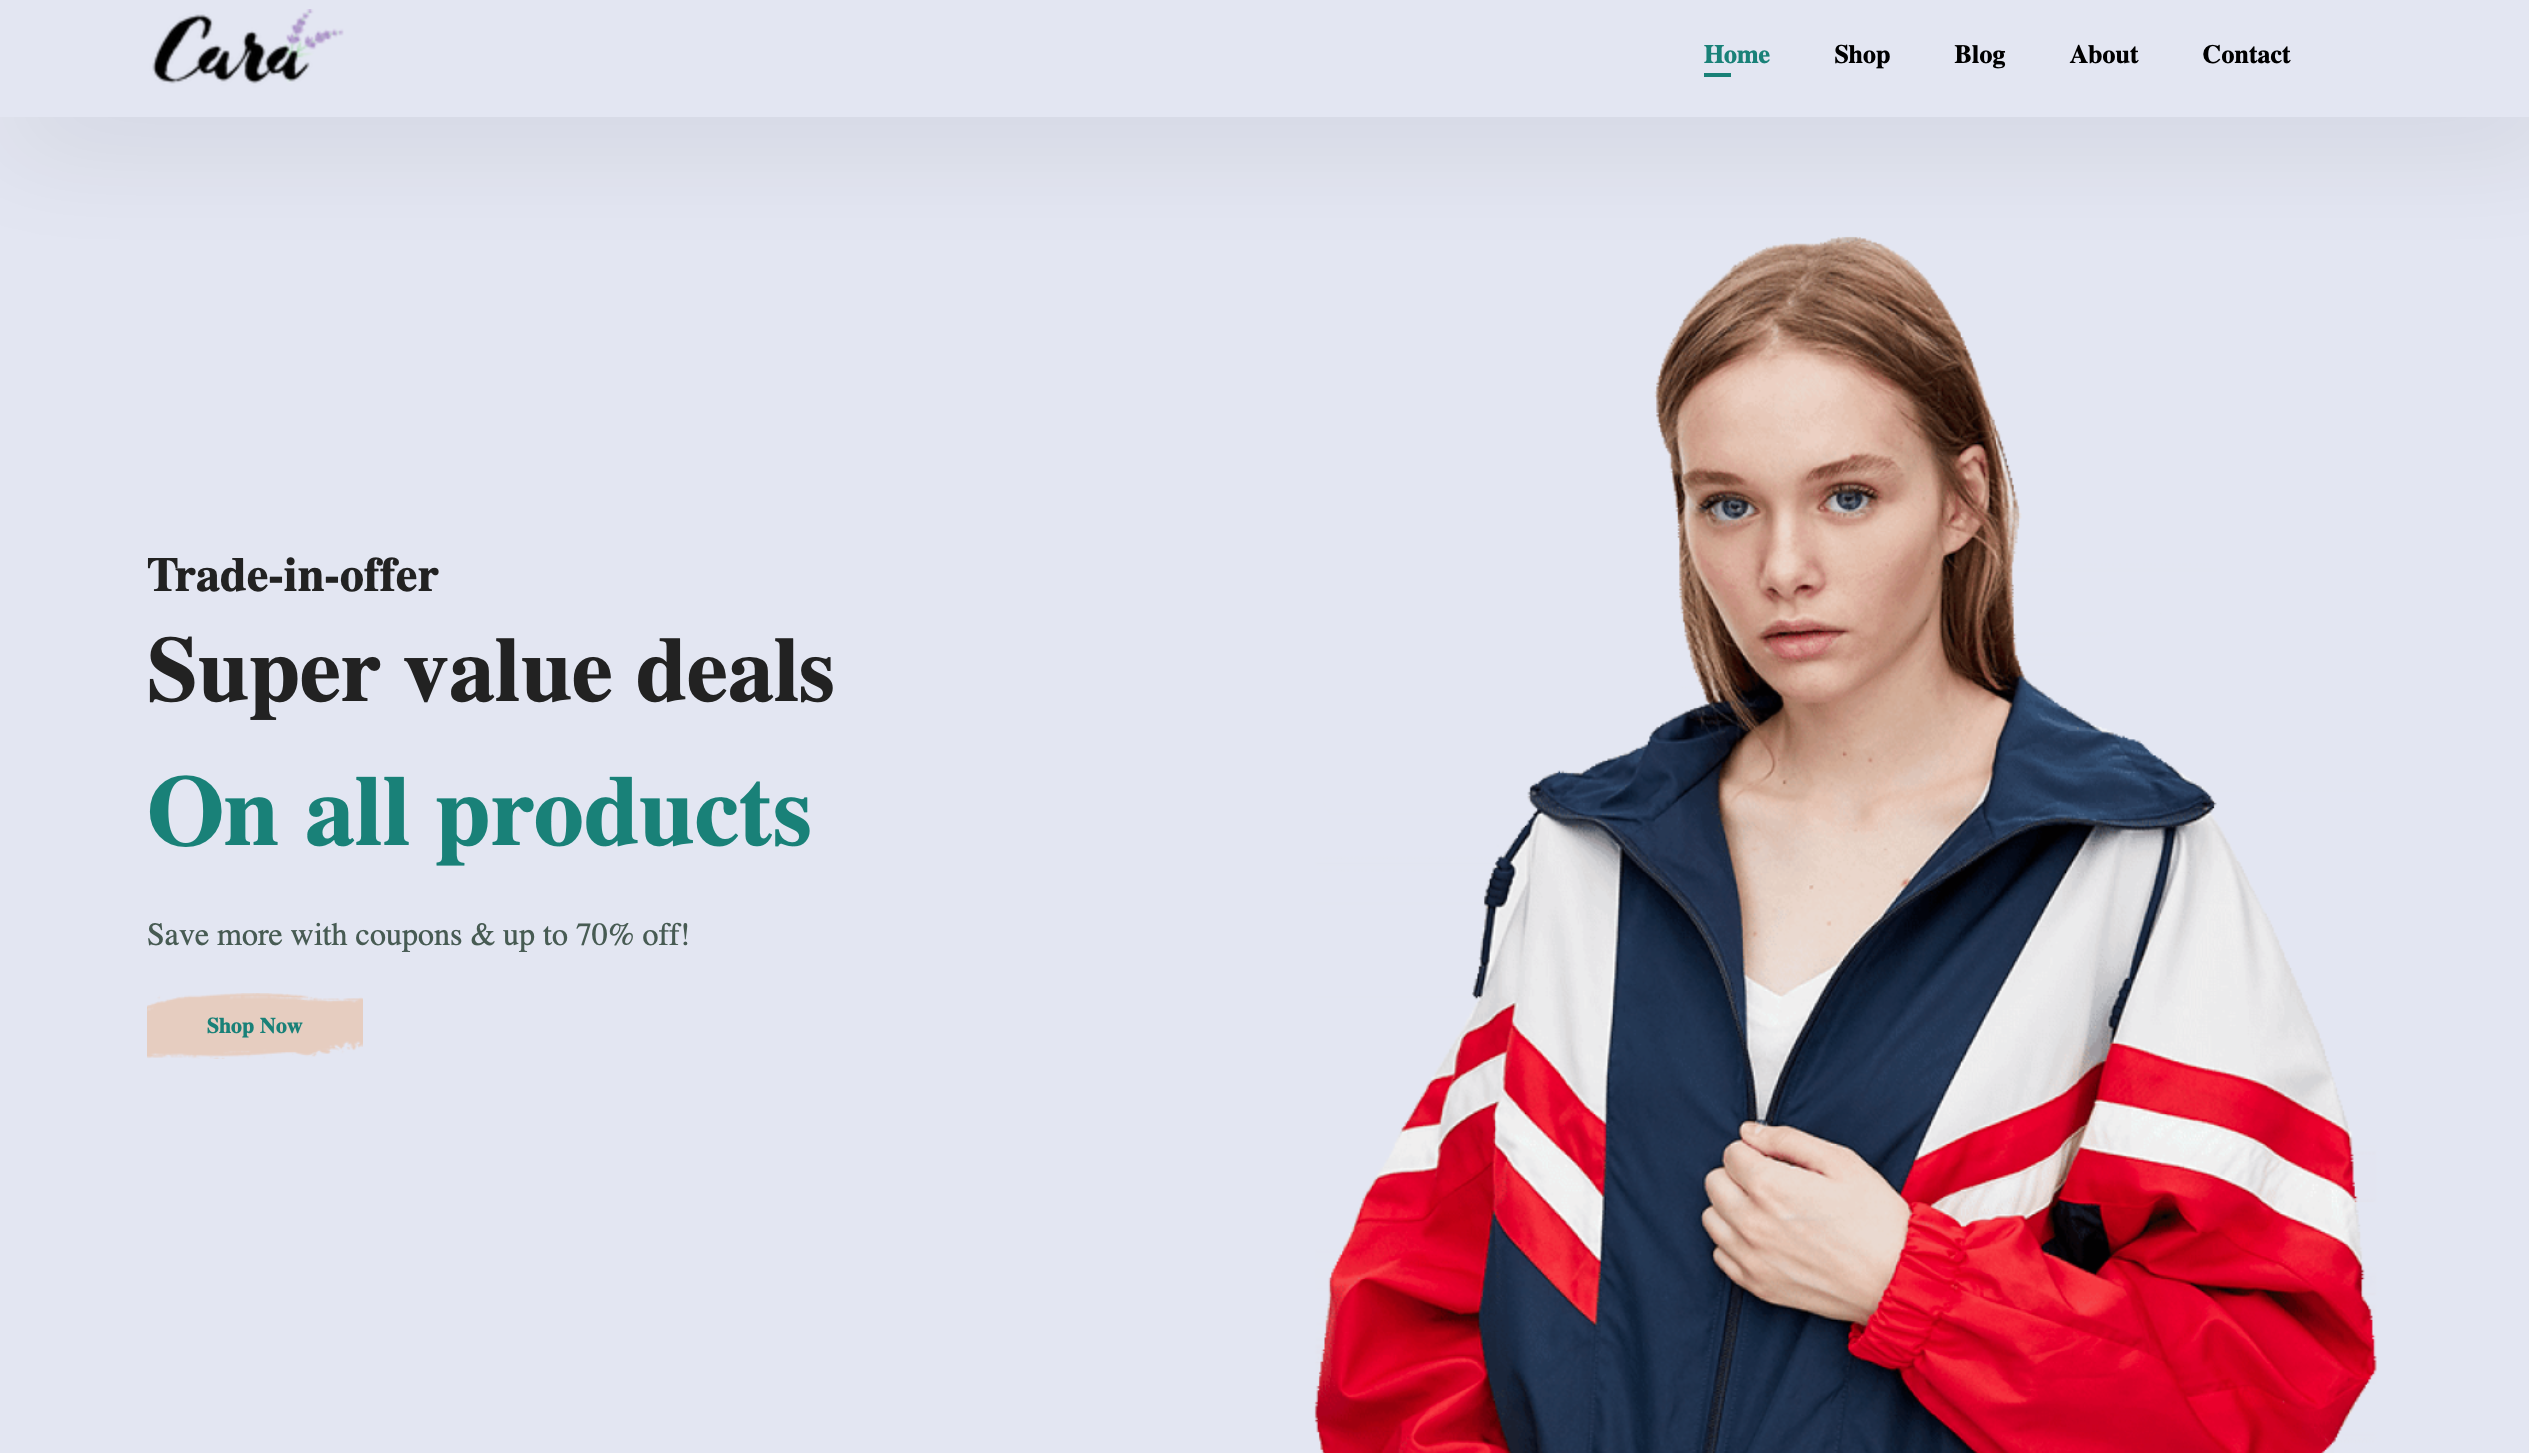 Cara
Home Shop Blog About Contact
Trade-in-offer
Super value deals
On all products
Save more with coupons & up to 70% off!
Shop Now